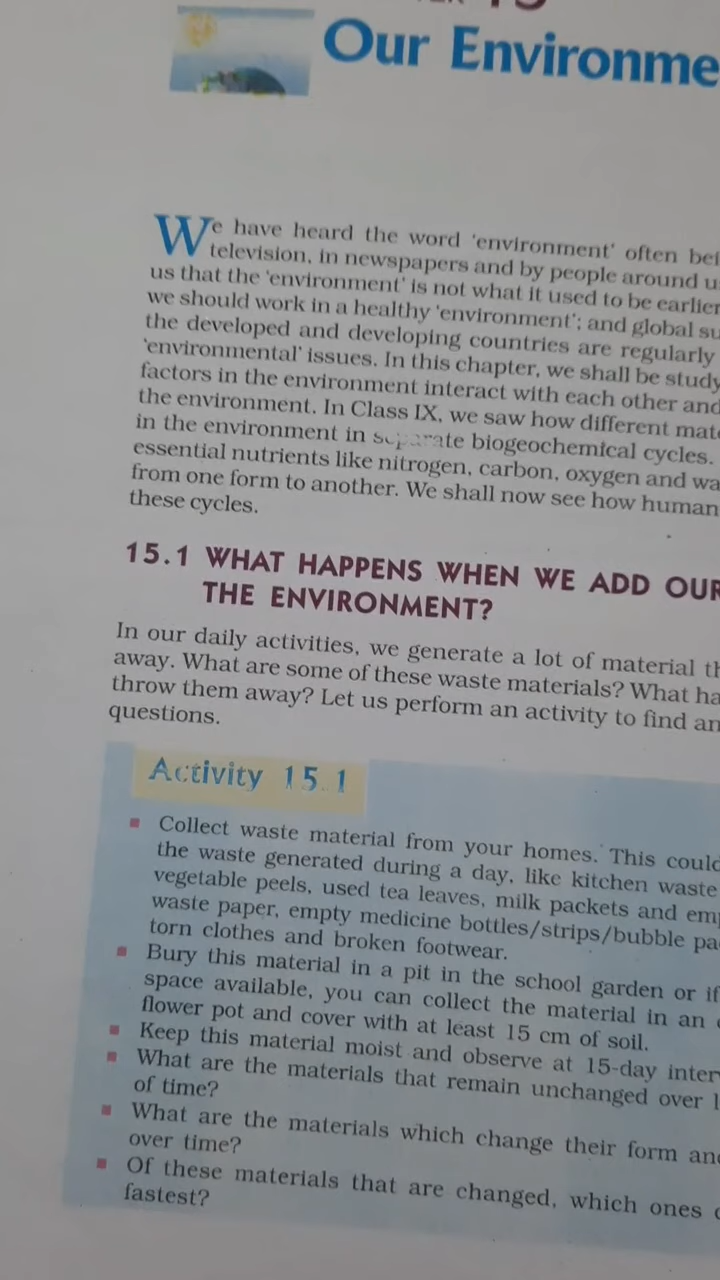 15
Our Environme
We have heard the word 'environment' often bei
television, in newspapers and by people around u
us that the 'environment' is not what it used to be earlier
we should work in a healthy 'environment'; and global su
the developed and developing countries are regularly
'environmental' issues. In this chapter, we shall be study
factors in the environment interact with each other and
the environment. In Class IX, we saw how different mate
in the environment in separate biogeochemical cycles.
essential nutrients like nitrogen, carbon, oxygen and wa
from one form to another. We shall now see how human
these cycles.
15.1 WHAT HAPPENS WHEN WE ADD OUR
THE ENVIRONMENT?
In our daily activities, we generate a lot of material th
away. What are some of these waste materials? What ha
throw them away? Let us perform an activity to find an
questions.
Activity 15.1
Collect waste material from your homes. This could
the waste generated during a day, like kitchen waste
vegetable peels, used tea leaves, milk packets and emp
waste paper, empty medicine bottles/strips/bubble pa
torn clothes and broken footwear.
Bury this material in a pit in the school garden or if
space available, you can collect the material in an
flower pot and cover with at least 15 cm of soil.
Keep this material moist and observe at 15-day inter
What are the materials that remain unchanged over l
of time?
What are the materials which change their form and
over time?
Of these materials that are changed, which ones
fastest?